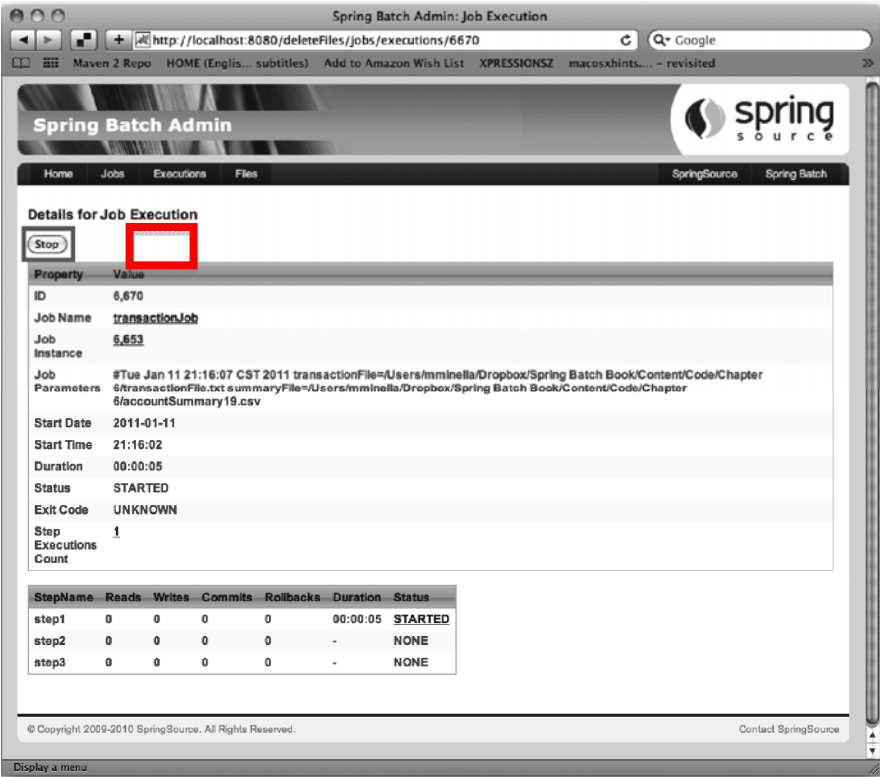 Spring Batch Admin: Job Execution
http://localhost:8080/deleteFiles/jobs/executions/6670
Google
Maven 2 Repo HOME (Englis... subtitles) Add to Amazon Wish List XPRESSIONSZ macosxhints.... – revisited
Spring Batch Admin
spring
source
Home Jobs Executions Files SpringSource Spring Batch
Details for Job Execution
Stop
Property Value
ID 6,670
Job Name transactionJob
Job Instance 6,653
Job Parameters #Tue Jan 11 21:16:07 CST 2011 transactionFile=/Users/mminella/Dropbox/Spring Batch Book/Content/Code/Chapter
6/transactionFile.txt summaryFile=/Users/mminella/Dropbox/Spring Batch Book/Content/Code/Chapter
6/accountSummary19.csv
Start Date 2011-01-11
Start Time 21:16:02
Duration 00:00:05
Status STARTED
Exit Code UNKNOWN
Step Executions Count 1
StepName Reads Writes Commits Rollbacks Duration Status
step1 0 0 0 0 00:00:05 STARTED
step2 0 0 0 0 - NONE
step3 0 0 0 0 - NONE
© Copyright 2009-2010 SpringSource. All Rights Reserved. Contact SpringSource
Display a menu